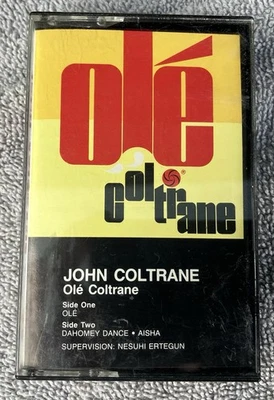 olé
coltrane
®
JOHN COLTRANE
Olé Coltrane
Side One
OLÉ
Side Two
DAHOMEY DANCE • AISHA
SUPERVISION: NESUHI ERTEGUN